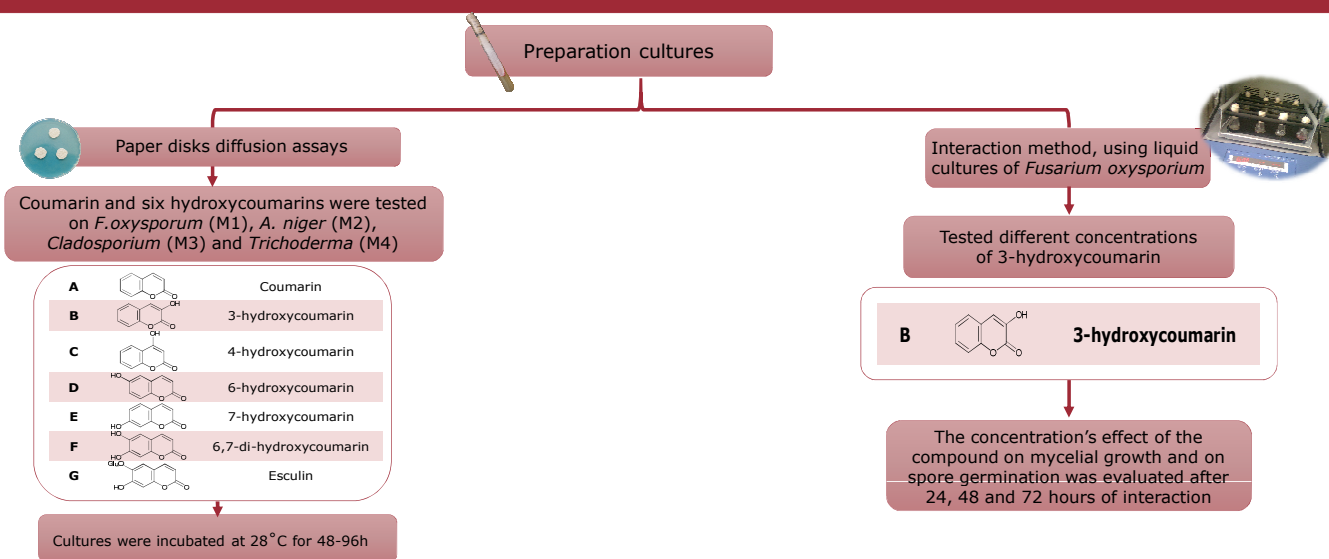 Preparation cultures
Paper disks diffusion assays
Coumarin and six hydroxycoumarins were tested
on F.oxysporum (M1), A. niger (M2),
Cladosporium (M3) and Trichoderma (M4)
A Coumarin
O O
B 3-hydroxycoumarin
OH
O O
C 4-hydroxycoumarin
OH
O O
D 6-hydroxycoumarin
HO
O O
E 7-hydroxycoumarin
HO O O
F 6,7-di-hydroxycoumarin
HO
HO O O
G Esculin
GluO
HO O O
Cultures were incubated at 28°C for 48-96h
Interaction method, using liquid
cultures of Fusarium oxysporium
Tested different concentrations
of 3-hydroxycoumarin
B 3-hydroxycoumarin
OH
O O
The concentration's effect of the
compound on mycelial growth and on
spore germination was evaluated after
24, 48 and 72 hours of interaction